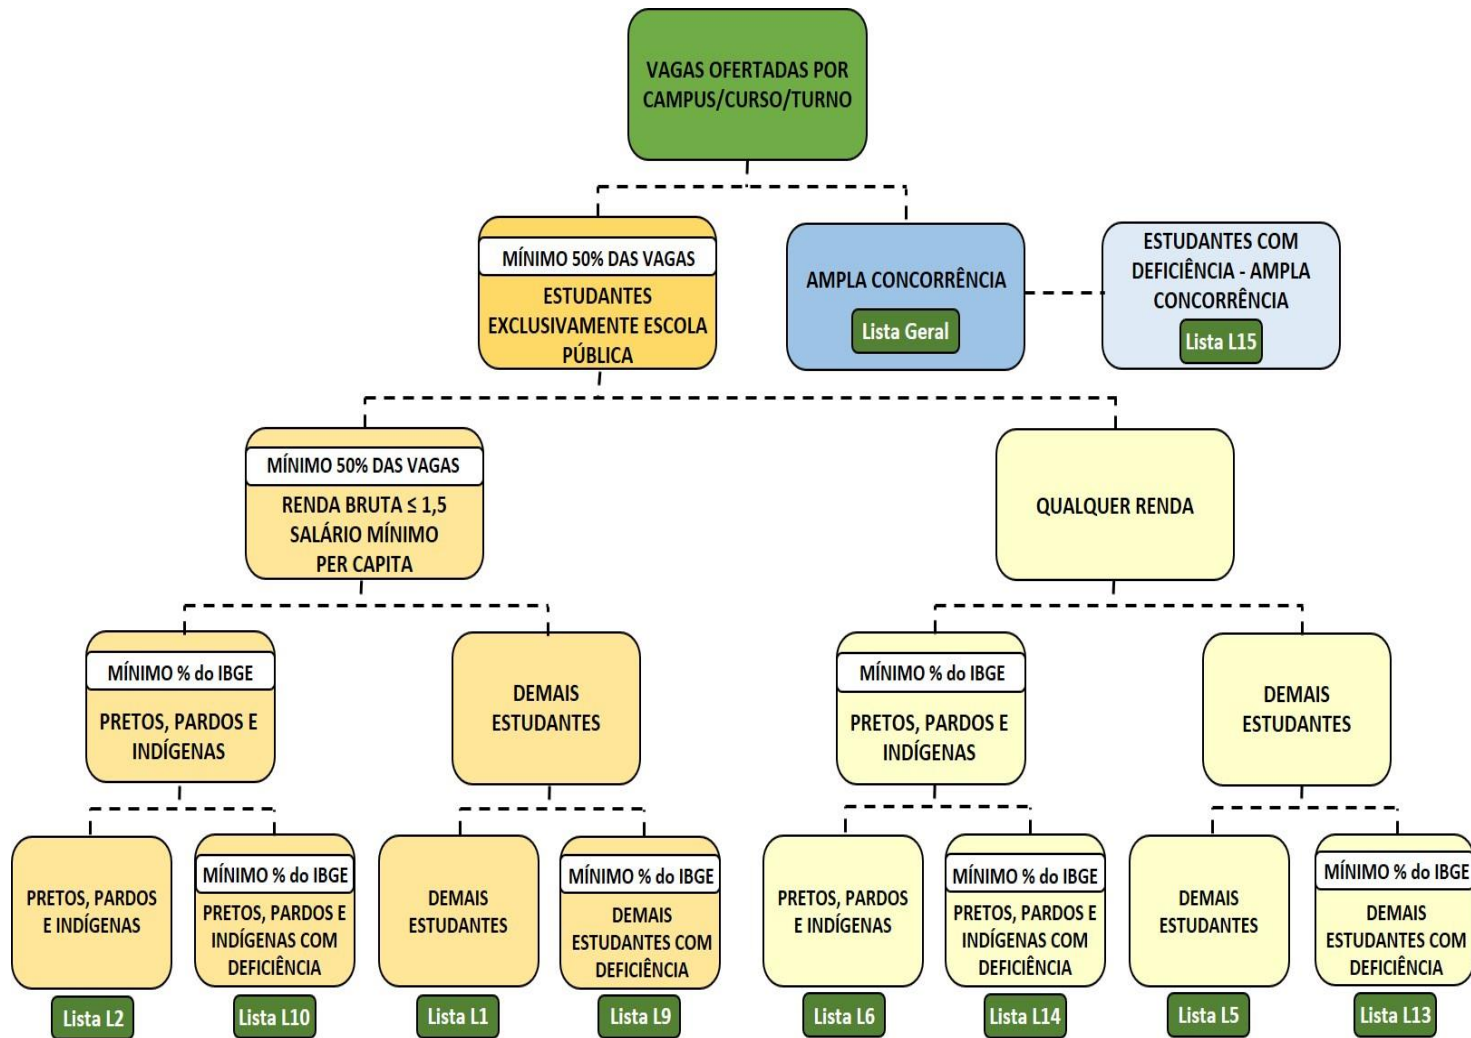 VAGAS OFERTADAS POR
CAMPUS/CURSO/TURNO
MÍNIMO 50% DAS VAGAS
ESTUDANTES
EXCLUSIVAMENTE ESCOLA
PÚBLICA
AMPLA CONCORRÊNCIA
Lista Geral
ESTUDANTES COM
DEFICIÊNCIA - AMPLA
CONCORRÊNCIA
Lista L15
MÍNIMO 50% DAS VAGAS
RENDA BRUTA ≤ 1,5
SALÁRIO MÍNIMO
PER CAPITA
QUALQUER RENDA
MÍNIMO % do IBGE
PRETOS, PARDOS E
INDÍGENAS
DEMAIS
ESTUDANTES
MÍNIMO % do IBGE
PRETOS, PARDOS E
INDÍGENAS
DEMAIS
ESTUDANTES
PRETOS, PARDOS
E INDÍGENAS
Lista L2
MÍNIMO % do IBGE
PRETOS, PARDOS E
INDÍGENAS COM
DEFICIÊNCIA
Lista L10
DEMAIS
ESTUDANTES
Lista L1
MÍNIMO % do IBGE
DEMAIS
ESTUDANTES COM
DEFICIÊNCIA
Lista L9
PRETOS, PARDOS
E INDÍGENAS
Lista L6
MÍNIMO % do IBGE
PRETOS, PARDOS E
INDÍGENAS COM
DEFICIÊNCIA
Lista L14
DEMAIS
ESTUDANTES
Lista L5
MÍNIMO % do IBGE
DEMAIS
ESTUDANTES COM
DEFICIÊNCIA
Lista L13